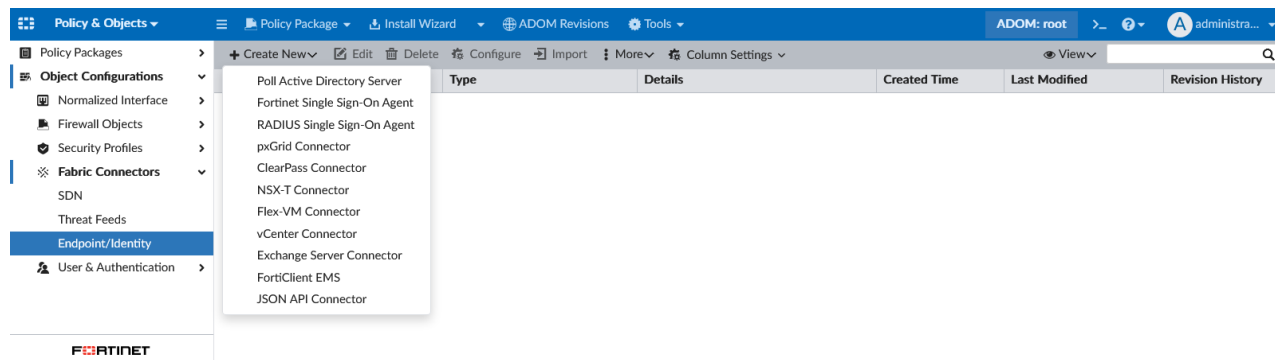 Policy & Objects
Policy Package
Install Wizard
ADOM Revisions
Tools
ADOM: root
>_
?
A administra...
Policy Packages
Create New
Edit
Delete
Configure
Import
More
Column Settings
View
Object Configurations
Type
Details
Created Time
Last Modified
Revision History
Normalized Interface
Firewall Objects
Security Profiles
Fabric Connectors
SDN
Threat Feeds
Endpoint/Identity
User & Authentication
Poll Active Directory Server
Fortinet Single Sign-On Agent
RADIUS Single Sign-On Agent
pxGrid Connector
ClearPass Connector
NSX-T Connector
Flex-VM Connector
vCenter Connector
Exchange Server Connector
FortiClient EMS
JSON API Connector
FORTINET